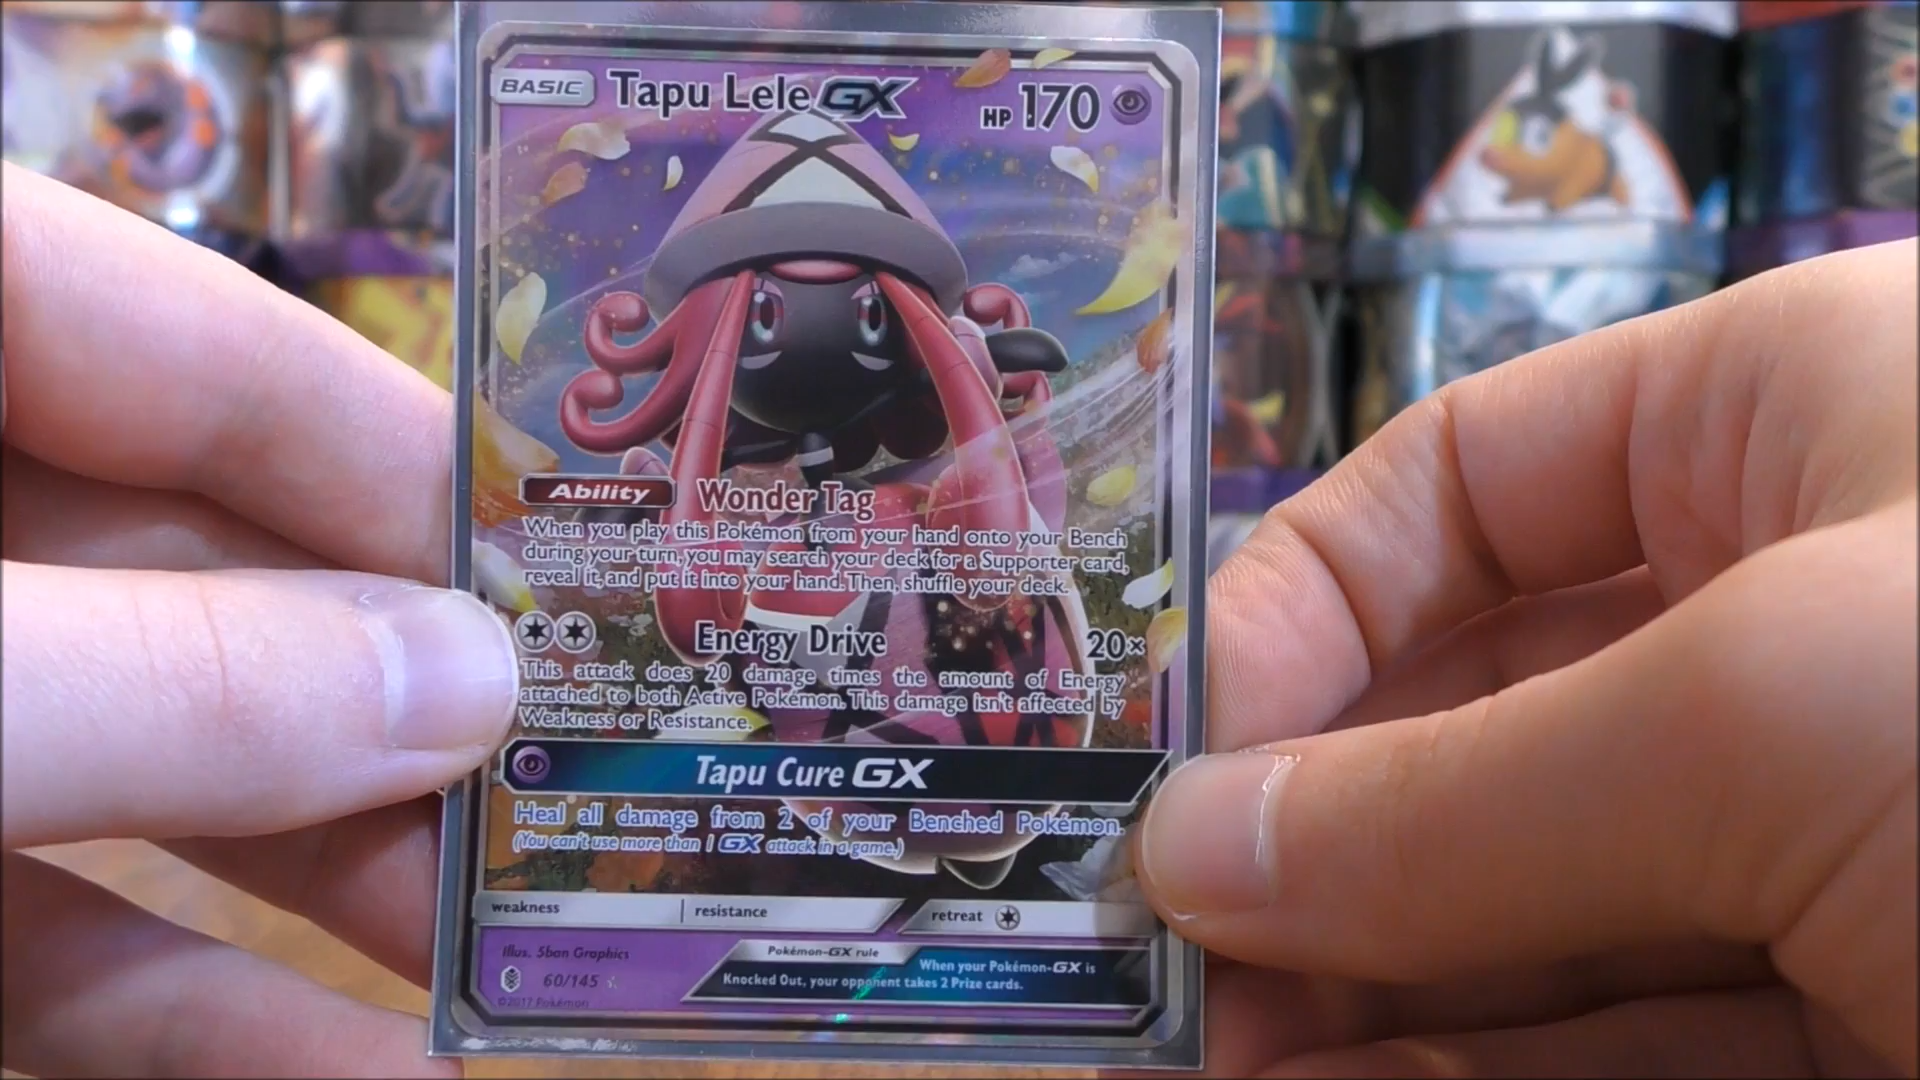 BASIC Tapu Lele GX HP 170
Ability Wonder Tag
When you play this Pokémon from your hand onto your Bench
during your turn, you may search your deck for a Supporter card,
reveal it, and put it into your hand. Then, shuffle your deck.
Energy Drive 20×
This attack does 20 damage times the amount of Energy
attached to both Active Pokémon. This damage isn't affected by
Weakness or Resistance.
Tapu Cure GX
Heal all damage from 2 of your Benched Pokémon.
(You can't use more than 1 GX attack in a game.)
weakness resistance retreat
Illus. 5ban Graphics
60/145
©2017 Pokémon
Pokémon-GX rule
When your Pokémon-GX is
Knocked Out, your opponent takes 2 Prize cards.